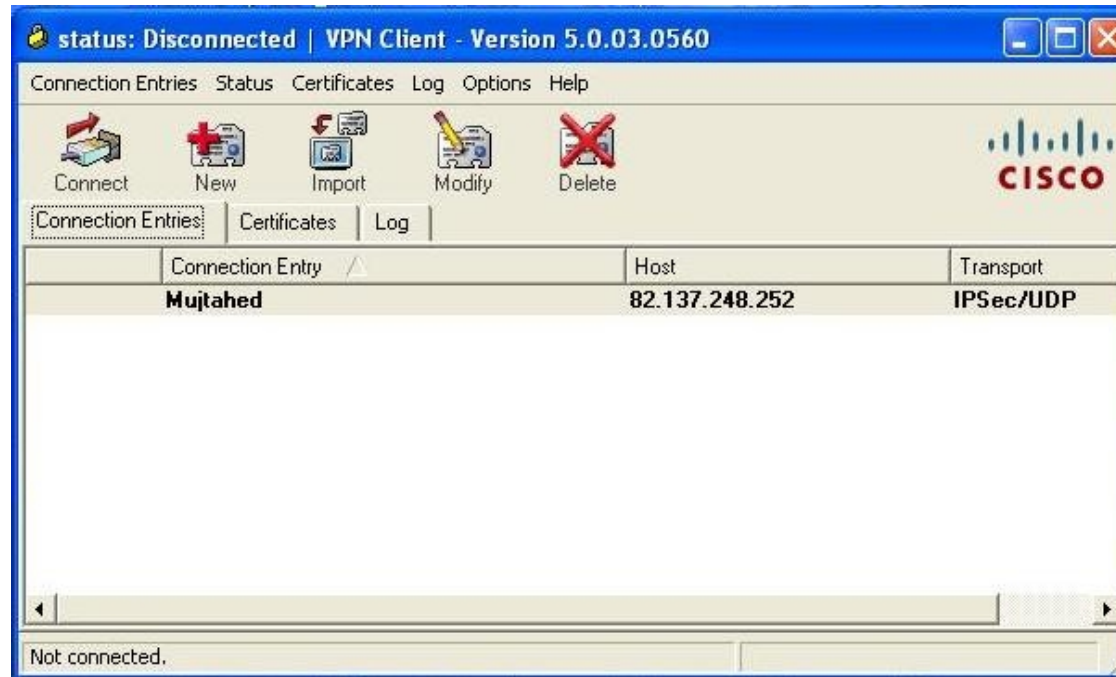 status: Disconnected | VPN Client - Version 5.0.03.0560
Connection Entries Status Certificates Log Options Help
Connect New Import Modify Delete
CISCO
Connection Entries Certificates Log
Connection Entry Host Transport
Mujtahed 82.137.248.252 IPSec/UDP
Not connected.